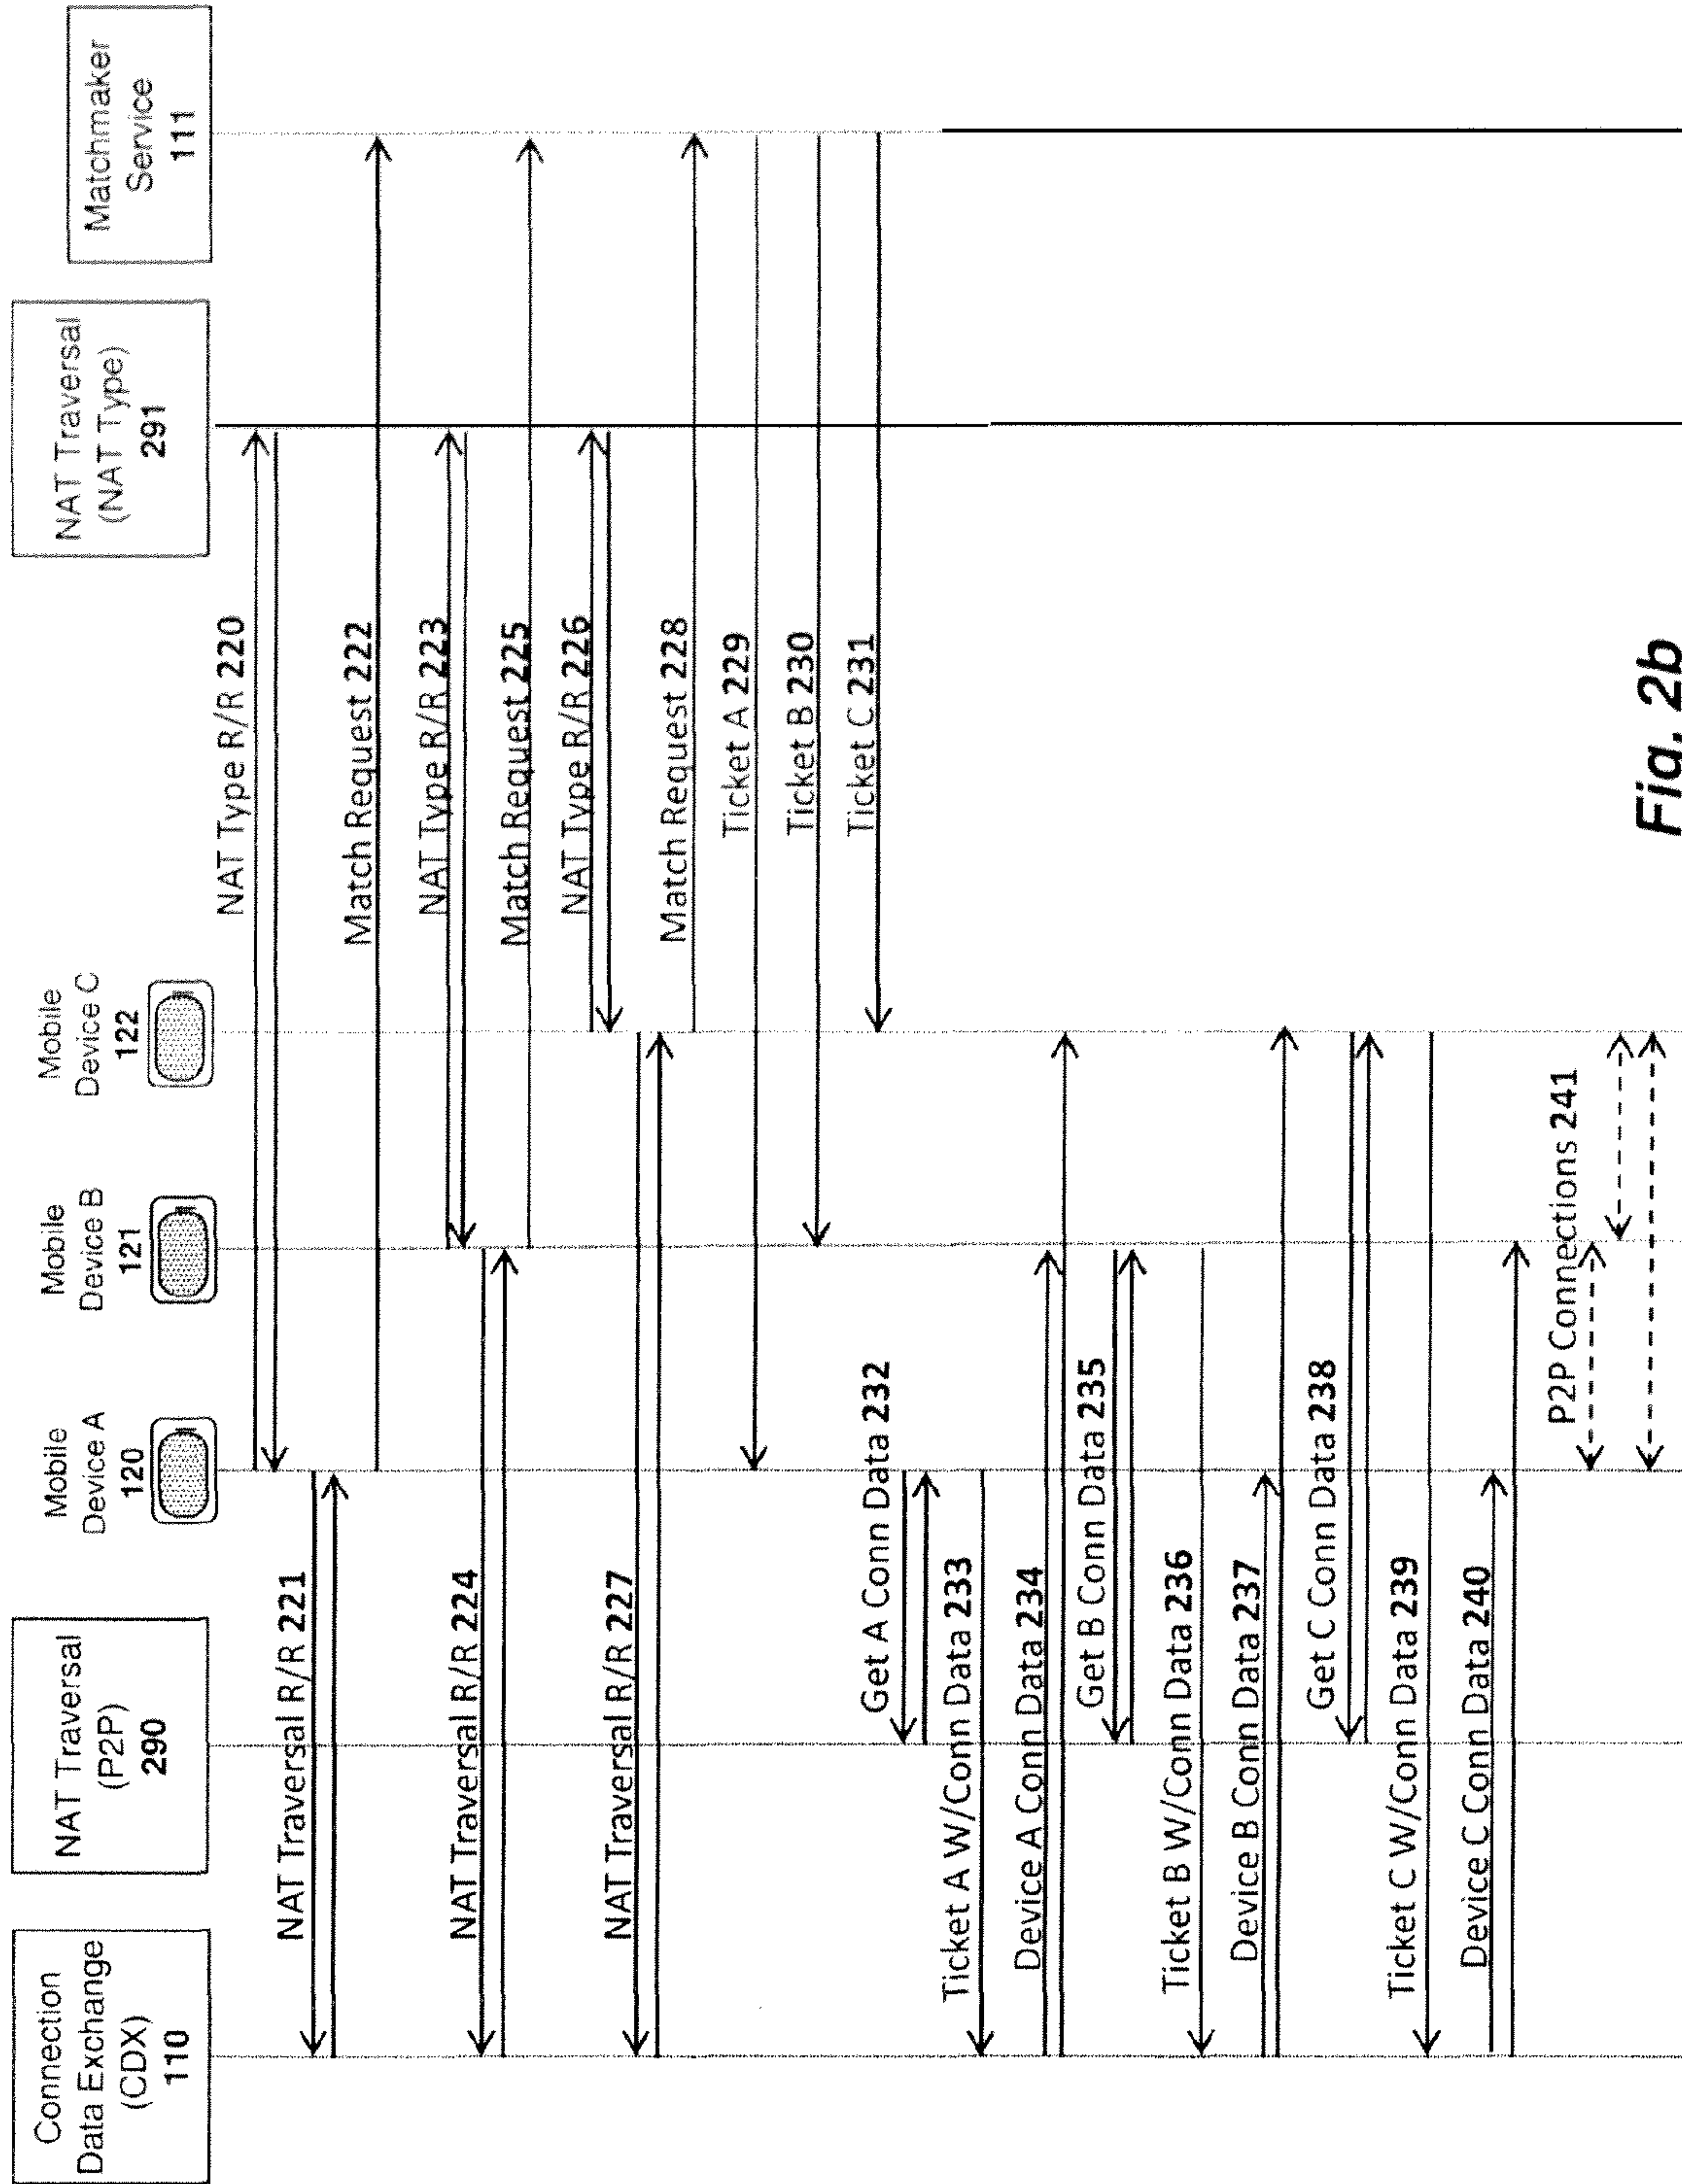 Connection
Data Exchange
(CDX)
110
NAT Traversal
(P2P)
290
Mobile
Device A
120
Mobile
Device B
121
Mobile
Device C
122
NAT Traversal
(NAT Type)
291
Matchmaker
Service
111
NAT Type R/R 220
NAT Traversal R/R 221
Match Request 222
NAT Type R/R 223
NAT Traversal R/R 224
Match Request 225
NAT Type R/R 226
NAT Traversal R/R 227
Match Request 228
Ticket A 229
Ticket B 230
Ticket C 231
Get A Conn Data 232
Ticket A W/Conn Data 233
Device A Conn Data 234
Get B Conn Data 235
Ticket B W/Conn Data 236
Device B Conn Data 237
Get C Conn Data 238
Ticket C W/Conn Data 239
Device C Conn Data 240
P2P Connections 241
Fig. 2b